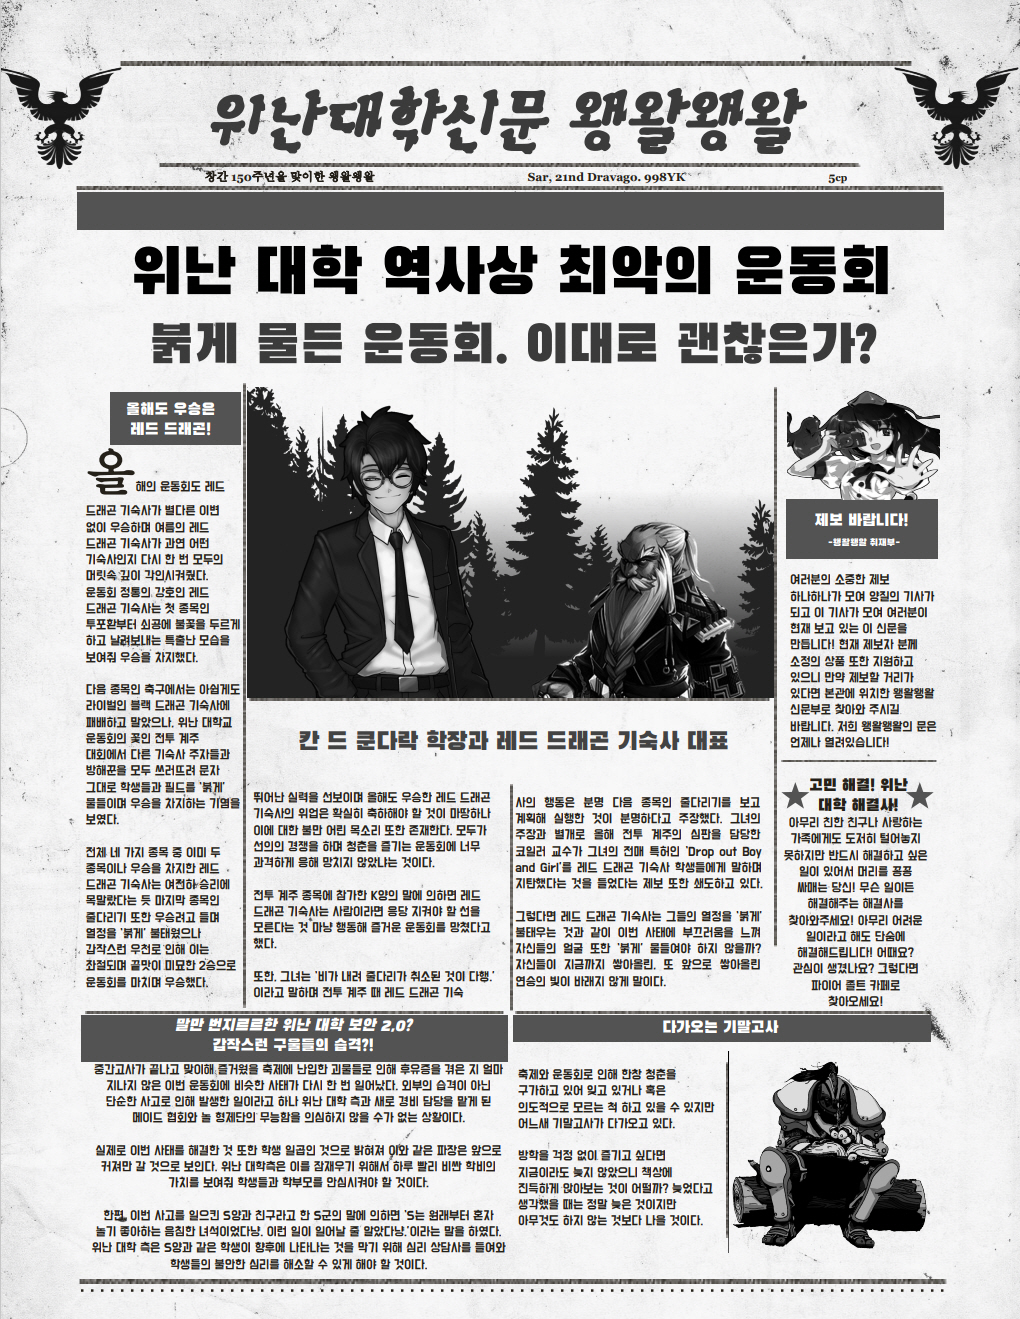 위난대학신문 왱왈왱왈
창간 150주년을 맞이한 왱왈왱왈
Sar, 21nd Dravago. 998YK
5cp
위난 대학 역사상 최악의 운동회
붉게 물든 운동회. 이대로 괜찮은가?
올해도 우승은
레드 드래곤!
올해의 운동회도 레드
드래곤 기숙사가 별다른 이변
없이 우승하며 여름의 레드
드래곤 기숙사가 과연 어떤
기숙사인지 다시 한 번 모두의
머릿속 깊이 각인시켜줬다.
운동회 정통의 강호인 레드
드래곤 기숙사는 첫 종목인
투포환부터 쇠공에 불꽃을 두르게
하고 날려보내는 특출난 모습을
보여줘 우승을 차지했다.
다음 종목인 축구에서는 아쉽게도
라이벌인 블랙 드래곤 기숙사에
패배하고 말았으나. 위난 대학교
운동회의 꽃인 전투 계주
대회에서 다른 기숙사 주자들과
방해꾼을 모두 쓰러뜨려 문자
그대로 학생들과 필드를 '붉게'
물들이며 우승을 차지하는 기염을
보였다.
전체 네 가지 종목 중 이미 두
종목이나 우승을 차지한 레드
드래곤 기숙사는 여전히 승리에
목말랐다는 듯 마지막 종목인
줄다리기 또한 우승려고 들며
열정을 '붉게' 불태웠으나
갑작스런 우천로 인해 이는
좌절되며 끝맛이 미묘한 2승으로
운동회를 마치며 우승했다.
칸 드 쿤다락 학장과 레드 드래곤 기숙사 대표
뛰어난 실력을 선보이며 올해도 우승한 레드 드래곤
기숙사의 위업은 확실히 축하해야 할 것이 마땅하나
이에 대한 불만 어린 목소리 또한 존재한다. 모두가
선의의 경쟁을 하며 청춘을 즐기는 운동회에 너무
과격하게 응해 망치지 않았냐는 것이다.
전투 계주 종목에 참가한 K양의 말에 의하면 레드
드래곤 기숙사는 사람이라면 응당 지켜야 할 선을
모른다는 것 마냥 행동해 즐거운 운동회를 망쳤다고
했다.
또한. 그녀는 '비가 내려 줄다리가 취소된 것이 다행.'
이라고 말하며 전투 계주 때 레드 드래곤 기숙
사의 행동은 분명 다음 종목인 줄다리기를 보고
계획해 실행한 것이 분명하다고 주장했다. 그녀의
주장과 별개로 올해 전투 계주의 심판을 담당한
코일러 교수가 그녀의 전매 특허인 'Drop out Boy
and Girl'를 레드 드래곤 기숙사 학생들에게 말하며
지탄했다는 것을 들었다는 제보 또한 쇄도하고 있다.
그렇다면 레드 드래곤 기숙사는 그들의 열정을 '붉게'
불태우는 것과 같이 이번 사태에 부끄러움을 느껴
자신들의 얼굴 또한 '붉게' 물들여야 하지 않을까?
자신들이 지금까지 쌓아올린, 또 앞으로 쌓아올린
연승의 빛이 바래지 않게 말이다.
제보 바랍니다!
-왱왈왱왈 취재부-
여러분의 소중한 제보
하나하나가 모여 양질의 기사가
되고 이 기사가 모여 여러분이
현재 보고 있는 이 신문을
만듭니다! 현재 제보자 분께
소정의 상품 또한 지원하고
있으니 만약 제보할 거리가
있다면 본관에 위치한 왱왈왱왈
신문부로 찾아와 주시길
바랍니다. 저희 왱왈왱왈의 문은
언제나 열려있습니다!
고민 해결! 위난
대학 해결사!
아무리 친한 친구나 사랑하는
가족에게도 도저히 털어놓지
못하지만 반드시 해결하고 싶은
일이 있어서 머리를 끙끙
싸매는 당신! 무슨 일이든
해결해주는 해결사를
찾아와주세요! 아무리 어려운
일이라고 해도 단숨에
해결해드립니다! 어때요?
관심이 생겼나요? 그렇다면
파이어 졸트 카페로
찾아오세요!
말만 번지르르한 위난 대학 보안 2.0?
갑작스런 구울들의 습격?!
중간고사가 끝나고 맞이해 즐거웠을 축제에 난입한 괴물들로 인해 후유증을 겪은 지 얼마
지나지 않은 이번 운동회에 비슷한 사태가 다시 한 번 일어났다. 외부의 습격이 아닌
단순한 사고로 인해 발생한 일이라고 하나 위난 대학 측과 새로 경비 담당을 맡게 된
메이드 협회와 놀 형제단의 무능함을 의심하지 않을 수가 없는 상황이다.
실제로 이번 사태를 해결한 것 또한 학생 일곱인 것으로 밝혀져 이와 같은 파장은 앞으로
커져만 갈 것으로 보인다. 위난 대학측은 이를 잠재우기 위해서 하루 빨리 비싼 학비의
가치를 보여줘 학생들과 학부모를 안심시켜야 할 것이다.
한편, 이번 사고를 일으킨 S양과 친구라고 한 S군의 말에 의하면 'S는 원래부터 혼자
놀기 좋아하는 음침한 녀석이었다냥. 이런 일이 일어날 줄 알았다냥.'이라는 말을 하였다.
위난 대학 측은 S양과 같은 학생이 향후에 나타나는 것을 막기 위해 심리 상담사를 들여와
학생들의 불만한 심리를 해소할 수 있게 해야 할 것이다.
다가오는 기말고사
축제와 운동회로 인해 한창 청춘을
구가하고 있어 잊고 있거나 혹은
의도적으로 모르는 척 하고 있을 수 있지만
어느새 기말고사가 다가오고 있다.
방학을 걱정 없이 즐기고 싶다면
지금이라도 늦지 않았으니 책상에
진득하게 앉아보는 것이 어떨까? 늦었다고
생각했을 때는 정말 늦은 것이지만
아무것도 하지 않는 것보다 나을 것이다.